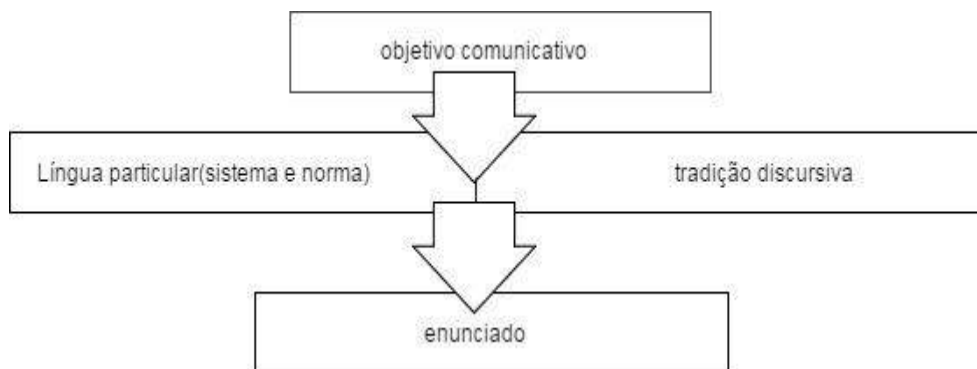 objetivo comunicativo
Língua particular(sistema e norma)
tradição discursiva
enunciado